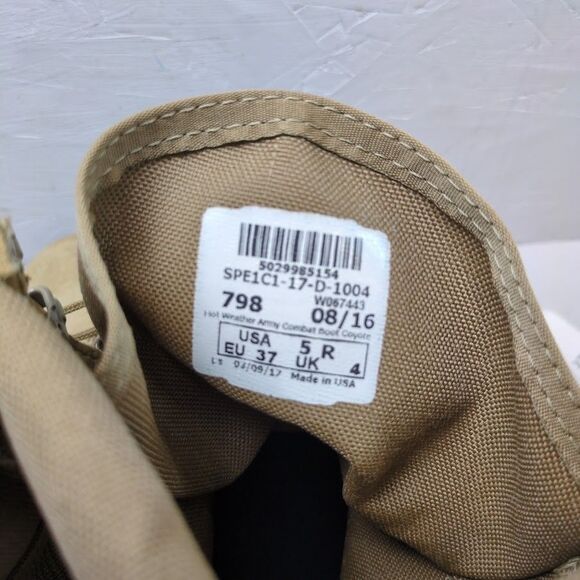 5029985154
SPE1C1-17-D-1004
W067443
798 08/16
Hot Weather Army Combat Boot Coyote
USA 5 R
EU 37 UK 4
02/09/17 Made in USA